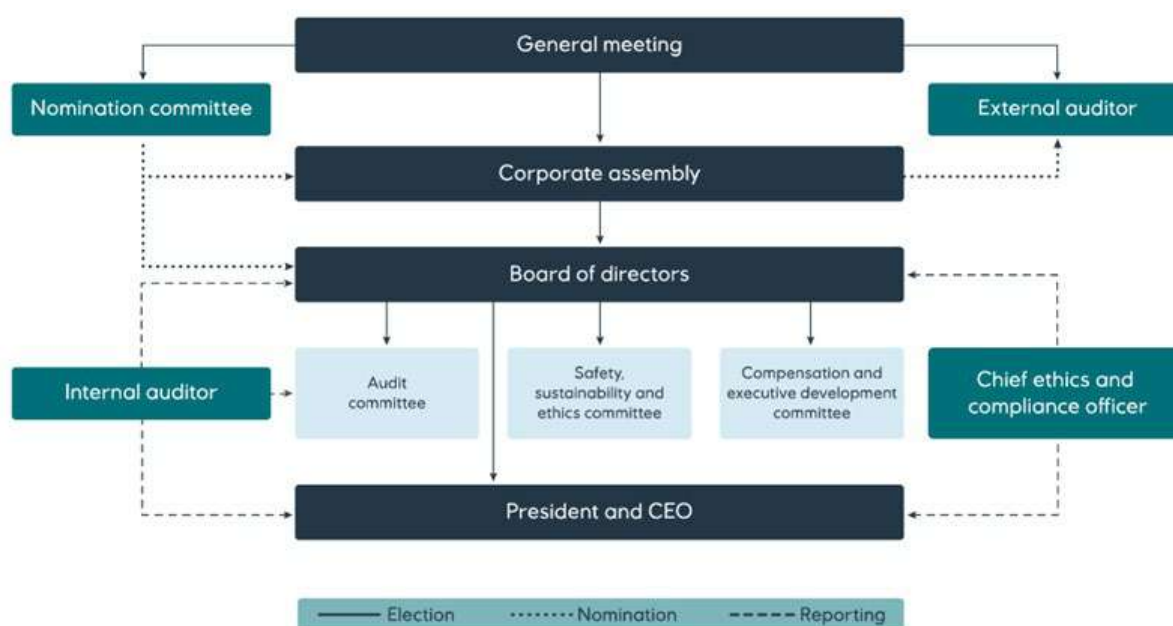 General meeting
Nomination committee
External auditor
Corporate assembly
Board of directors
Internal auditor
Audit
committee
Safety,
sustainability and
ethics committee
Compensation and
executive development
committee
Chief ethics and
compliance officer
President and CEO
Election
Nomination
Reporting